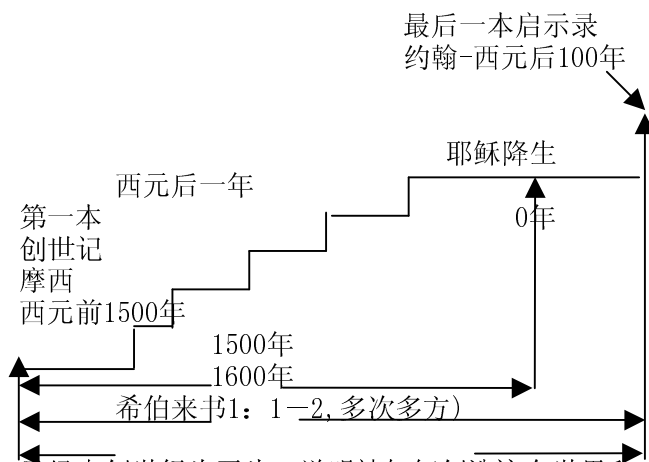 最后一本启示录
约翰-西元后100年
耶稣降生
西元后一年
0年
第一本
创世记
摩西
西元前1500年
1500年
1600年
希伯来书1：1－2,多次多方）